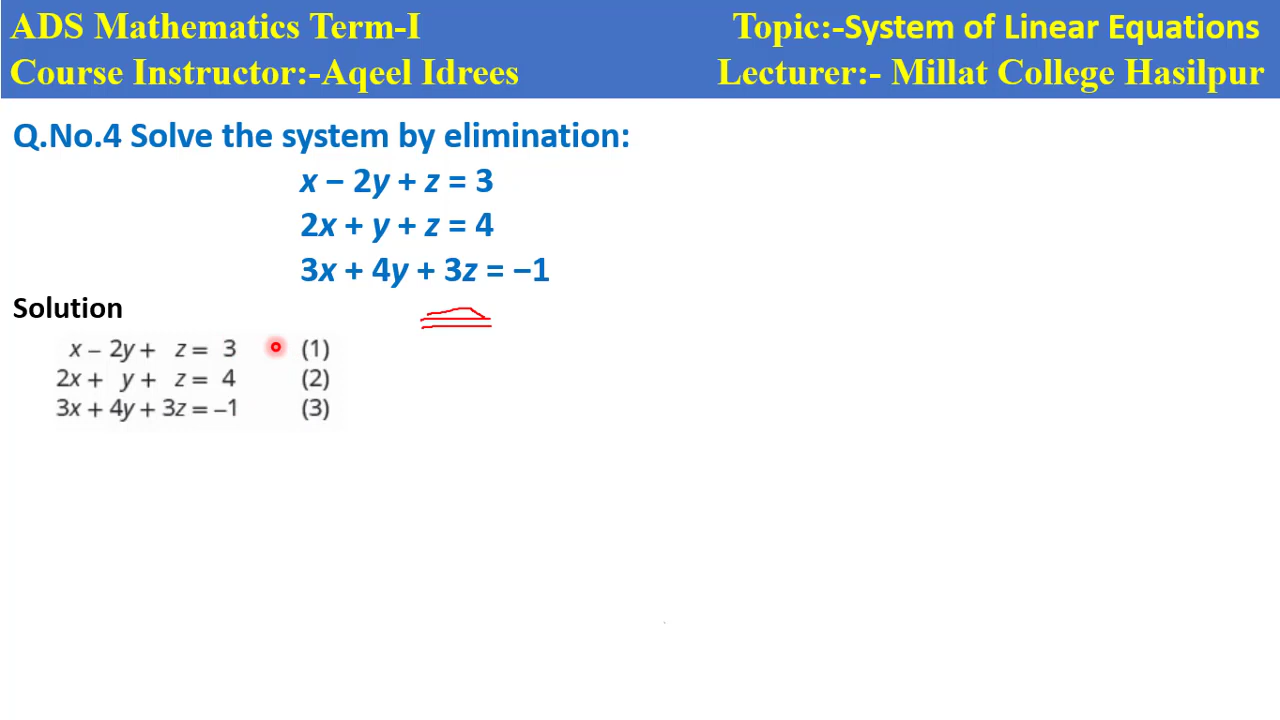 ADS Mathematics Term-I
Topic:-System of Linear Equations
Course Instructor:-Aqeel Idrees
Lecturer:- Millat College Hasilpur
Q.No.4 Solve the system by elimination:
x − 2y + z = 3
2x + y + z = 4
3x + 4y + 3z = −1
Solution
x – 2y + z = 3 (1)
2x + y + z = 4 (2)
3x + 4y + 3z = –1 (3)